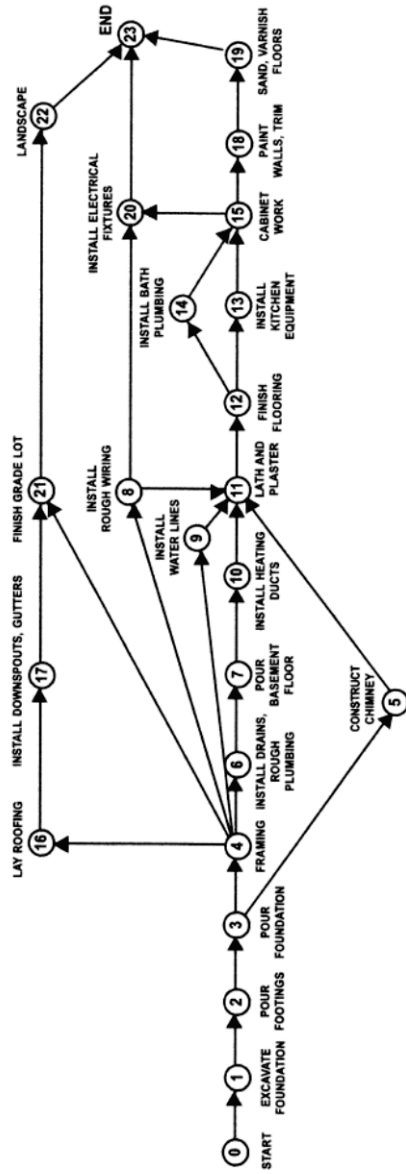 LANDSCAPE
22
END
23
19
SAND, VARNISH
FLOORS
18
PAINT
WALLS, TRIM
INSTALL ELECTRICAL
FIXTURES
20
15
CABINET
WORK
INSTALL BATH
PLUMBING
14
13
INSTALL
KITCHEN
EQUIPMENT
12
FINISH
FLOORING
FINISH GRADE LOT
21
INSTALL
ROUGH WIRING
8
11
LATH AND
PLASTER
INSTALL
WATER LINES
9
10
INSTALL HEATING
DUCTS
INSTALL DOWNSPOUTS, GUTTERS
17
7
POUR
BASEMENT
FLOOR
CONSTRUCT
CHIMNEY
5
6
INSTALL DRAINS,
ROUGH
PLUMBING
LAY ROOFING
16
4
FRAMING
3
POUR
FOUNDATION
2
POUR
FOOTINGS
1
EXCAVATE
FOUNDATION
0
START